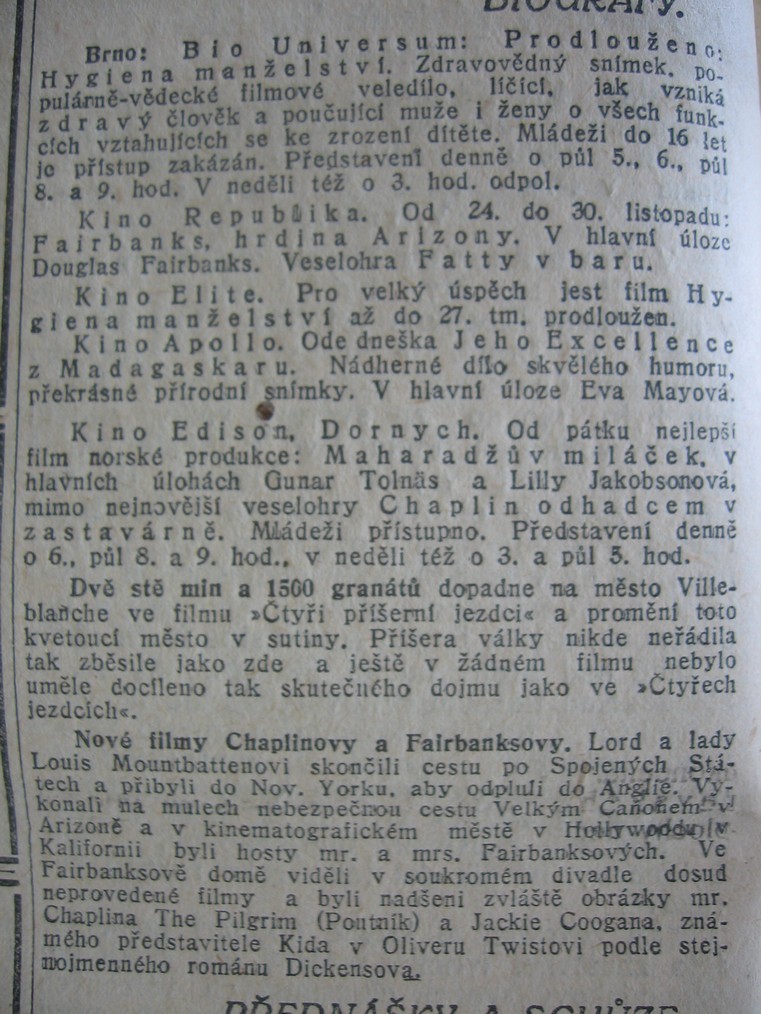 BIOGRAFY.
Brno: Bio Universum: Prodlouženo:
Hygiena manželství. Zdravovědný snímek, po-
pulárně-vědecké filmové veledílo, líčící, jak vzniká
zdravý člověk a poučující muže i ženy o všech funk-
cích vztahujících se ke zrození dítěte. Mládeži do 16 let
je přístup zakázán. Představení denně o půl 5., 6., půl
8. a 9. hod. V neděli též o 3. hod. odpol.
Kino Republika. Od 24. do 30. listopadu:
Fairbanks, hrdina Arizony. V hlavní úloze
Douglas Fairbanks. Veselohra Fatty v baru.
Kino Elite. Pro velký úspěch jest film Hy-
giena manželství až do 27. tm. prodloužen.
Kino Apollo. Ode dneška Jeho Excellence
z Madagaskaru. Nádherné dílo skvělého humoru,
překrásné přírodní snímky. V hlavní úloze Eva Mayová.
Kino Edison, Dornych. Od pátku nejlepší
film norské produkce: Maharadžův miláček, v
hlavních úlohách Gunar Tolnäs a Lilly Jakobsonová,
mimo nejnovější veselohry Chaplin odhadcem v
zastavárně. Mládeži přístupno. Představení denně
o 6., půl 8. a 9. hod., v neděli též o 3. a půl 5. hod.
Dvě stě min a 1500 granátů dopadne na město Ville-
blanche ve filmu »Čtyři příšerní jezdci« a promění toto
kvetoucí město v sutiny. Příšera války nikde neřádila
tak zběsile jako zde a ještě v žádném filmu nebylo
uměle docíleno tak skutečného dojmu jako ve »Čtyřech
jezdcích«.
Nové filmy Chaplinovy a Fairbanksovy. Lord a lady
Louis Mountbattenovi skončili cestu po Spojených Stá-
tech a přibyli do Nov. Yorku, aby odpluli do Anglie. Vy-
konali na mulech nebezpečnou cestu Velkým Caňonem v
Arizoně a v kinematografickém městě v Hollywoodu v
Kalifornii byli hosty mr. a mrs. Fairbanksových. Ve
Fairbanksově domě viděli v soukromém divadle dosud
neprovedené filmy a byli nadšeni zvláště obrázky mr.
Chaplina The Pilgrim (Poutník) a Jackie Coogana, zná-
mého představitele Kida v Oliveru Twistovi podle stej-
nojmenného románu Dickensova.
PŘEDNÁŠKY A SCHŮZE